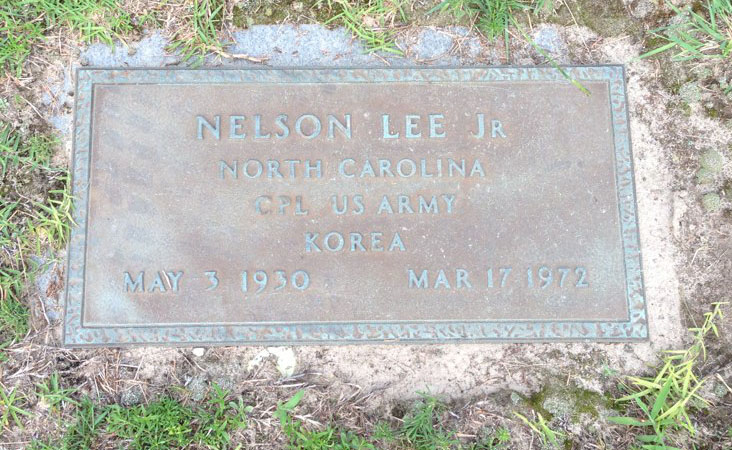 NELSON LEE JR
NORTH CAROLINA
CPL US ARMY
KOREA
MAY 3 1930 MAR 17 1972